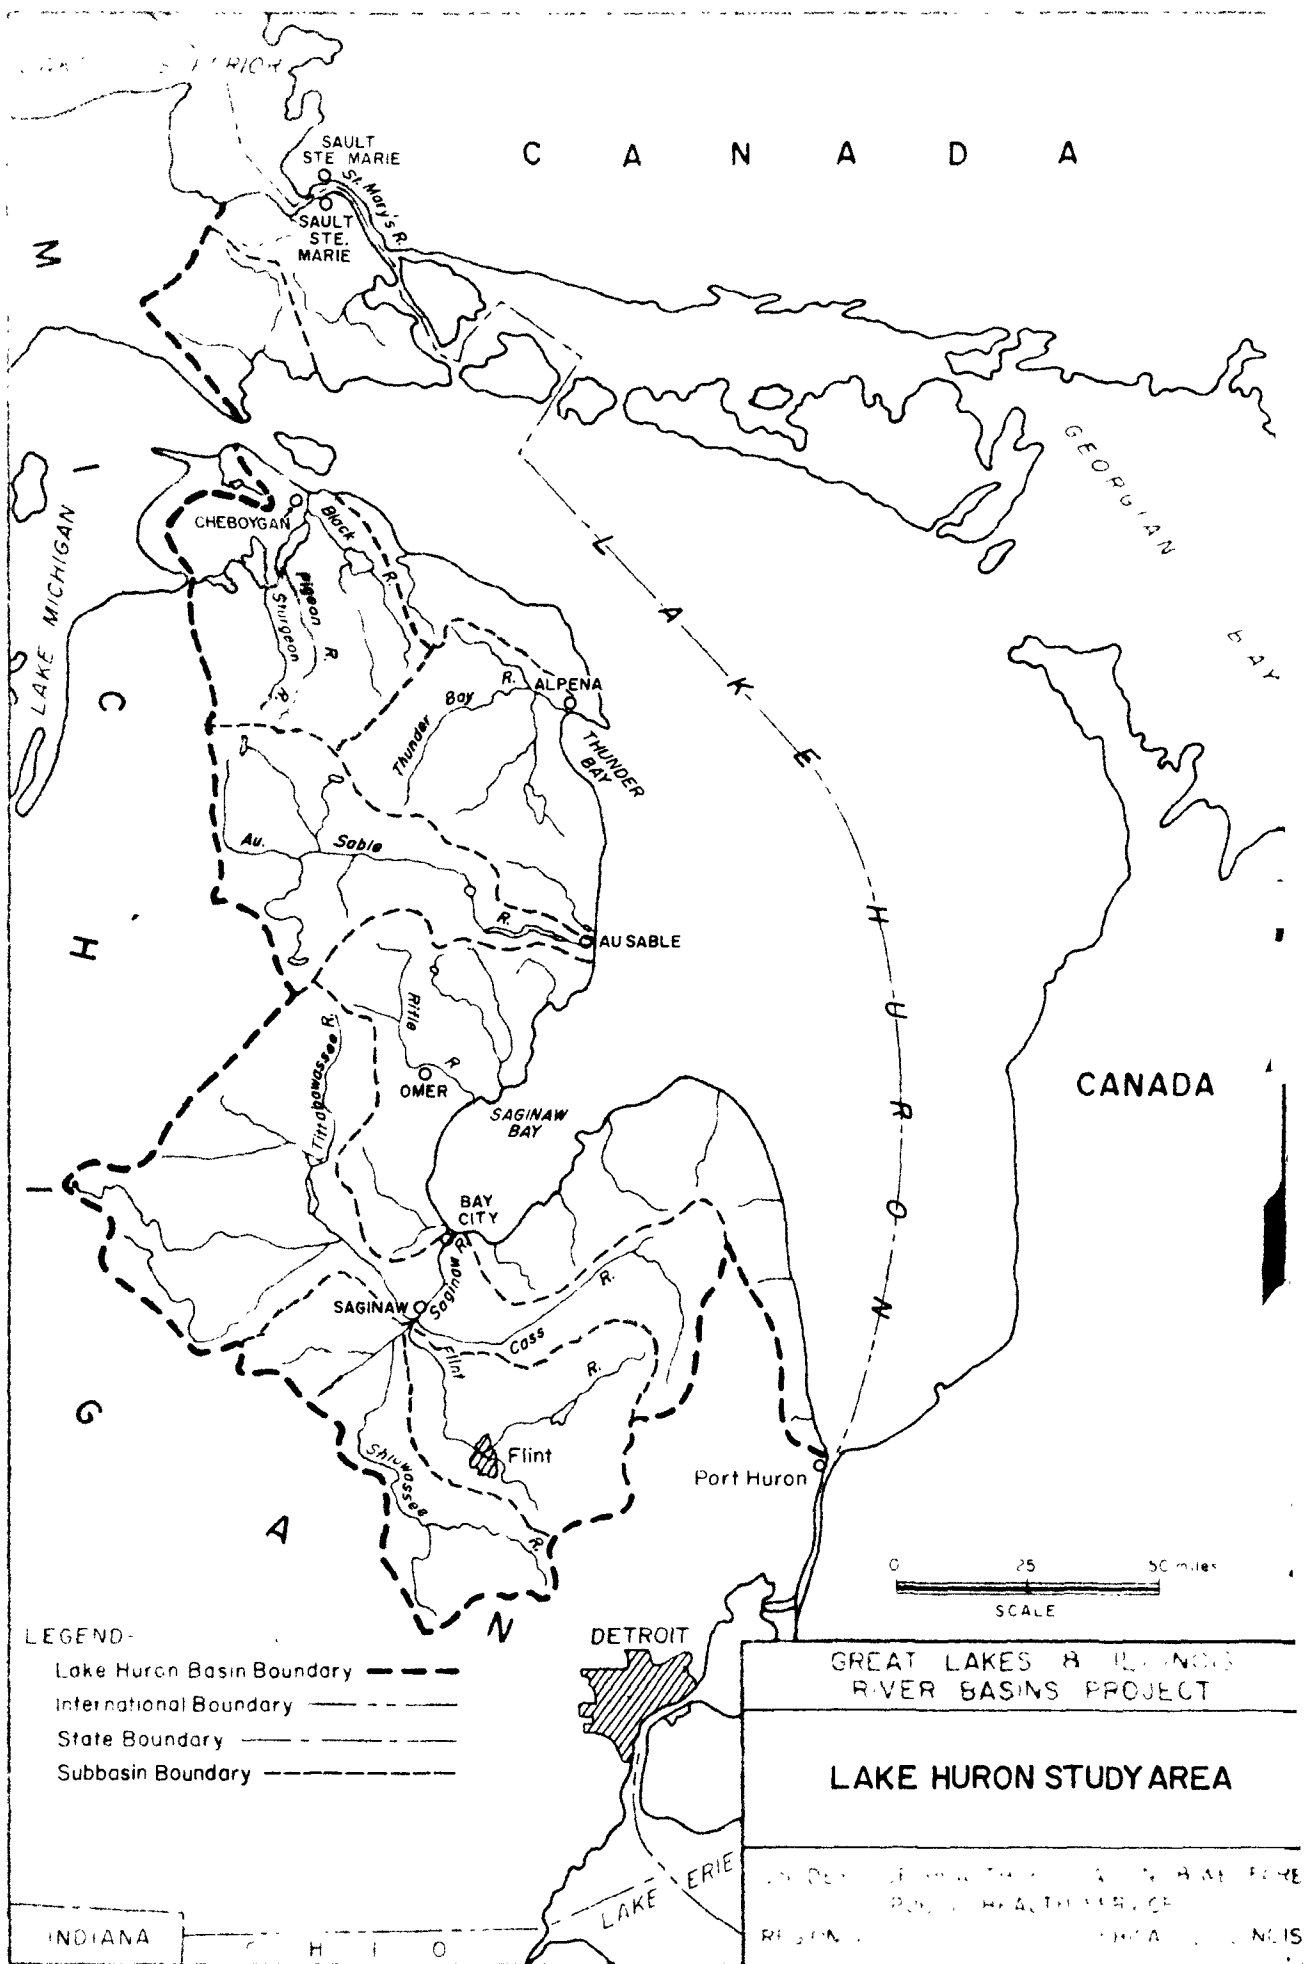 SAULT
STE MARIE
St. Mary's R.
SAULT
STE.
MARIE
C A N A D A
M I C H I G A N
LAKE MICHIGAN
GEORGIAN BAY
CHEBOYGAN
Black R.
Pigeon R.
Sturgeon R.
Thunder Bay R.
ALPENA
THUNDER
BAY
Au. Sable R.
AU SABLE
L A K E H U R O N
Rifle R
OMER
Tittabawassee R.
SAGINAW
BAY
CANADA
BAY
CITY
Saginaw R.
SAGINAW
Cass R.
Flint R.
Flint
Shiwassee R.
Port Huron
0 25 50 miles
SCALE
LEGEND-
Lake Huron Basin Boundary
International Boundary
State Boundary
Subbasin Boundary
DETROIT
LAKE ERIE
INDIANA
O H I O
GREAT LAKES & ILLINOIS
RIVER BASINS PROJECT
LAKE HURON STUDY AREA